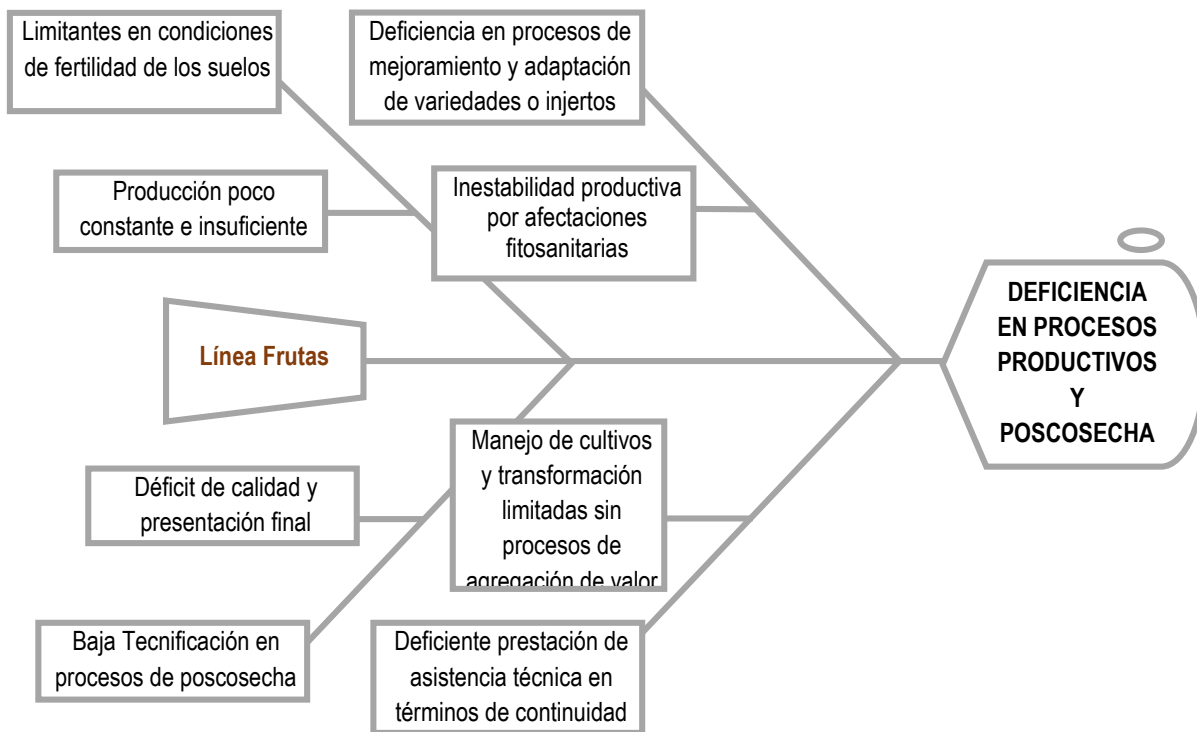 Limitantes en condiciones
de fertilidad de los suelos
Deficiencia en procesos de
mejoramiento y adaptación
de variedades o injertos
Producción poco
constante e insuficiente
Inestabilidad productiva
por afectaciones
fitosanitarias
Línea Frutas
DEFICIENCIA
EN PROCESOS
PRODUCTIVOS
Y
POSCOSECHA
Déficit de calidad y
presentación final
Manejo de cultivos
y transformación
limitadas sin
procesos de
agregación de valor
Baja Tecnificación en
procesos de poscosecha
Deficiente prestación de
asistencia técnica en
términos de continuidad